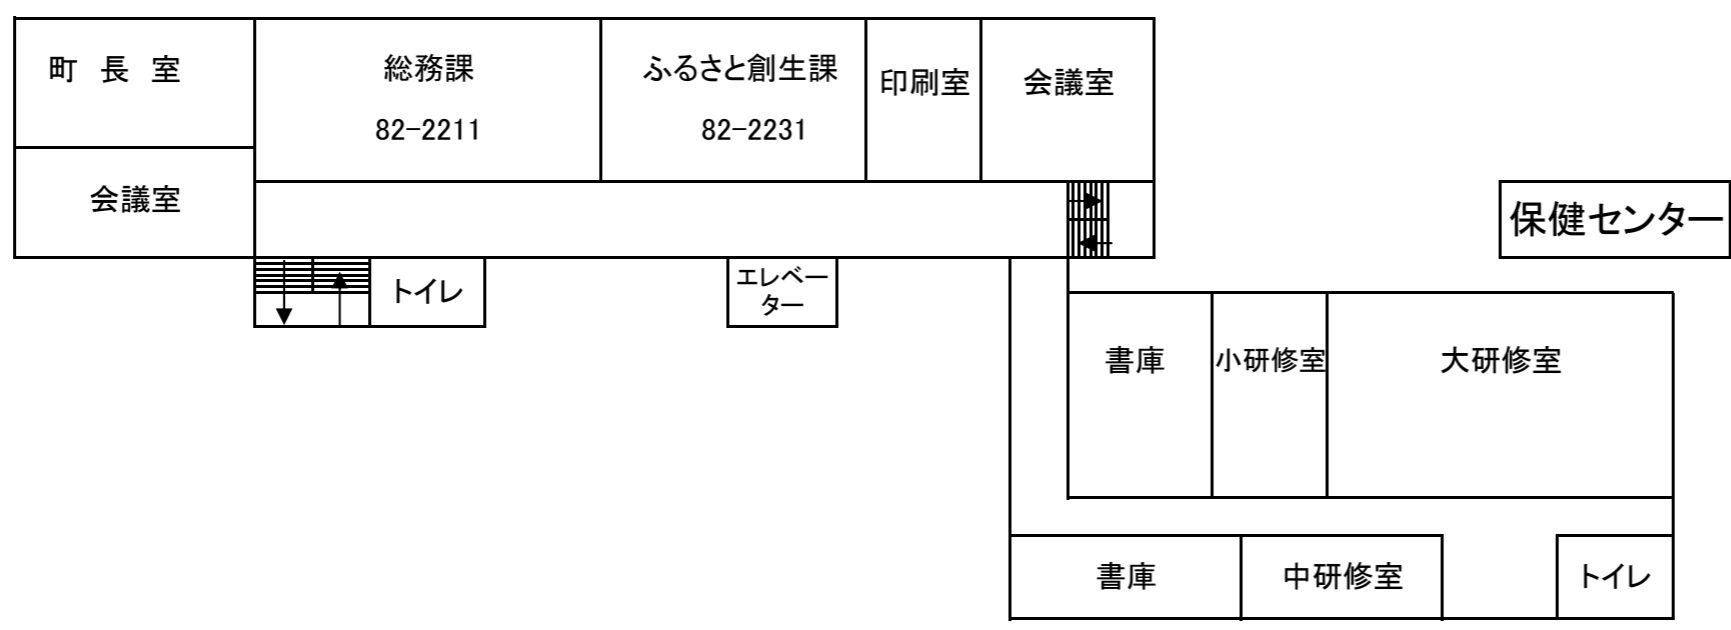 町 長 室
総務課
82-2211
ふるさと創生課
82-2231
印刷室
会議室
会議室
保健センター
トイレ
エレベー
ター
書庫
小研修室
大研修室
書庫
中研修室
トイレ